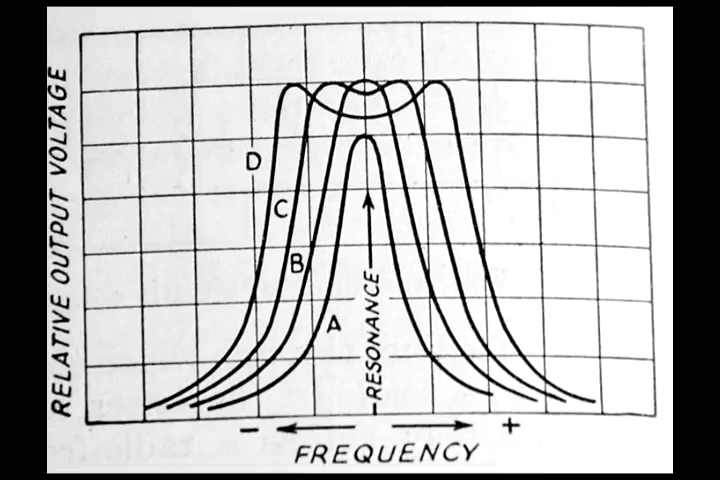 RELATIVE OUTPUT VOLTAGE
D
C
B
A
RESONANCE
- +
FREQUENCY